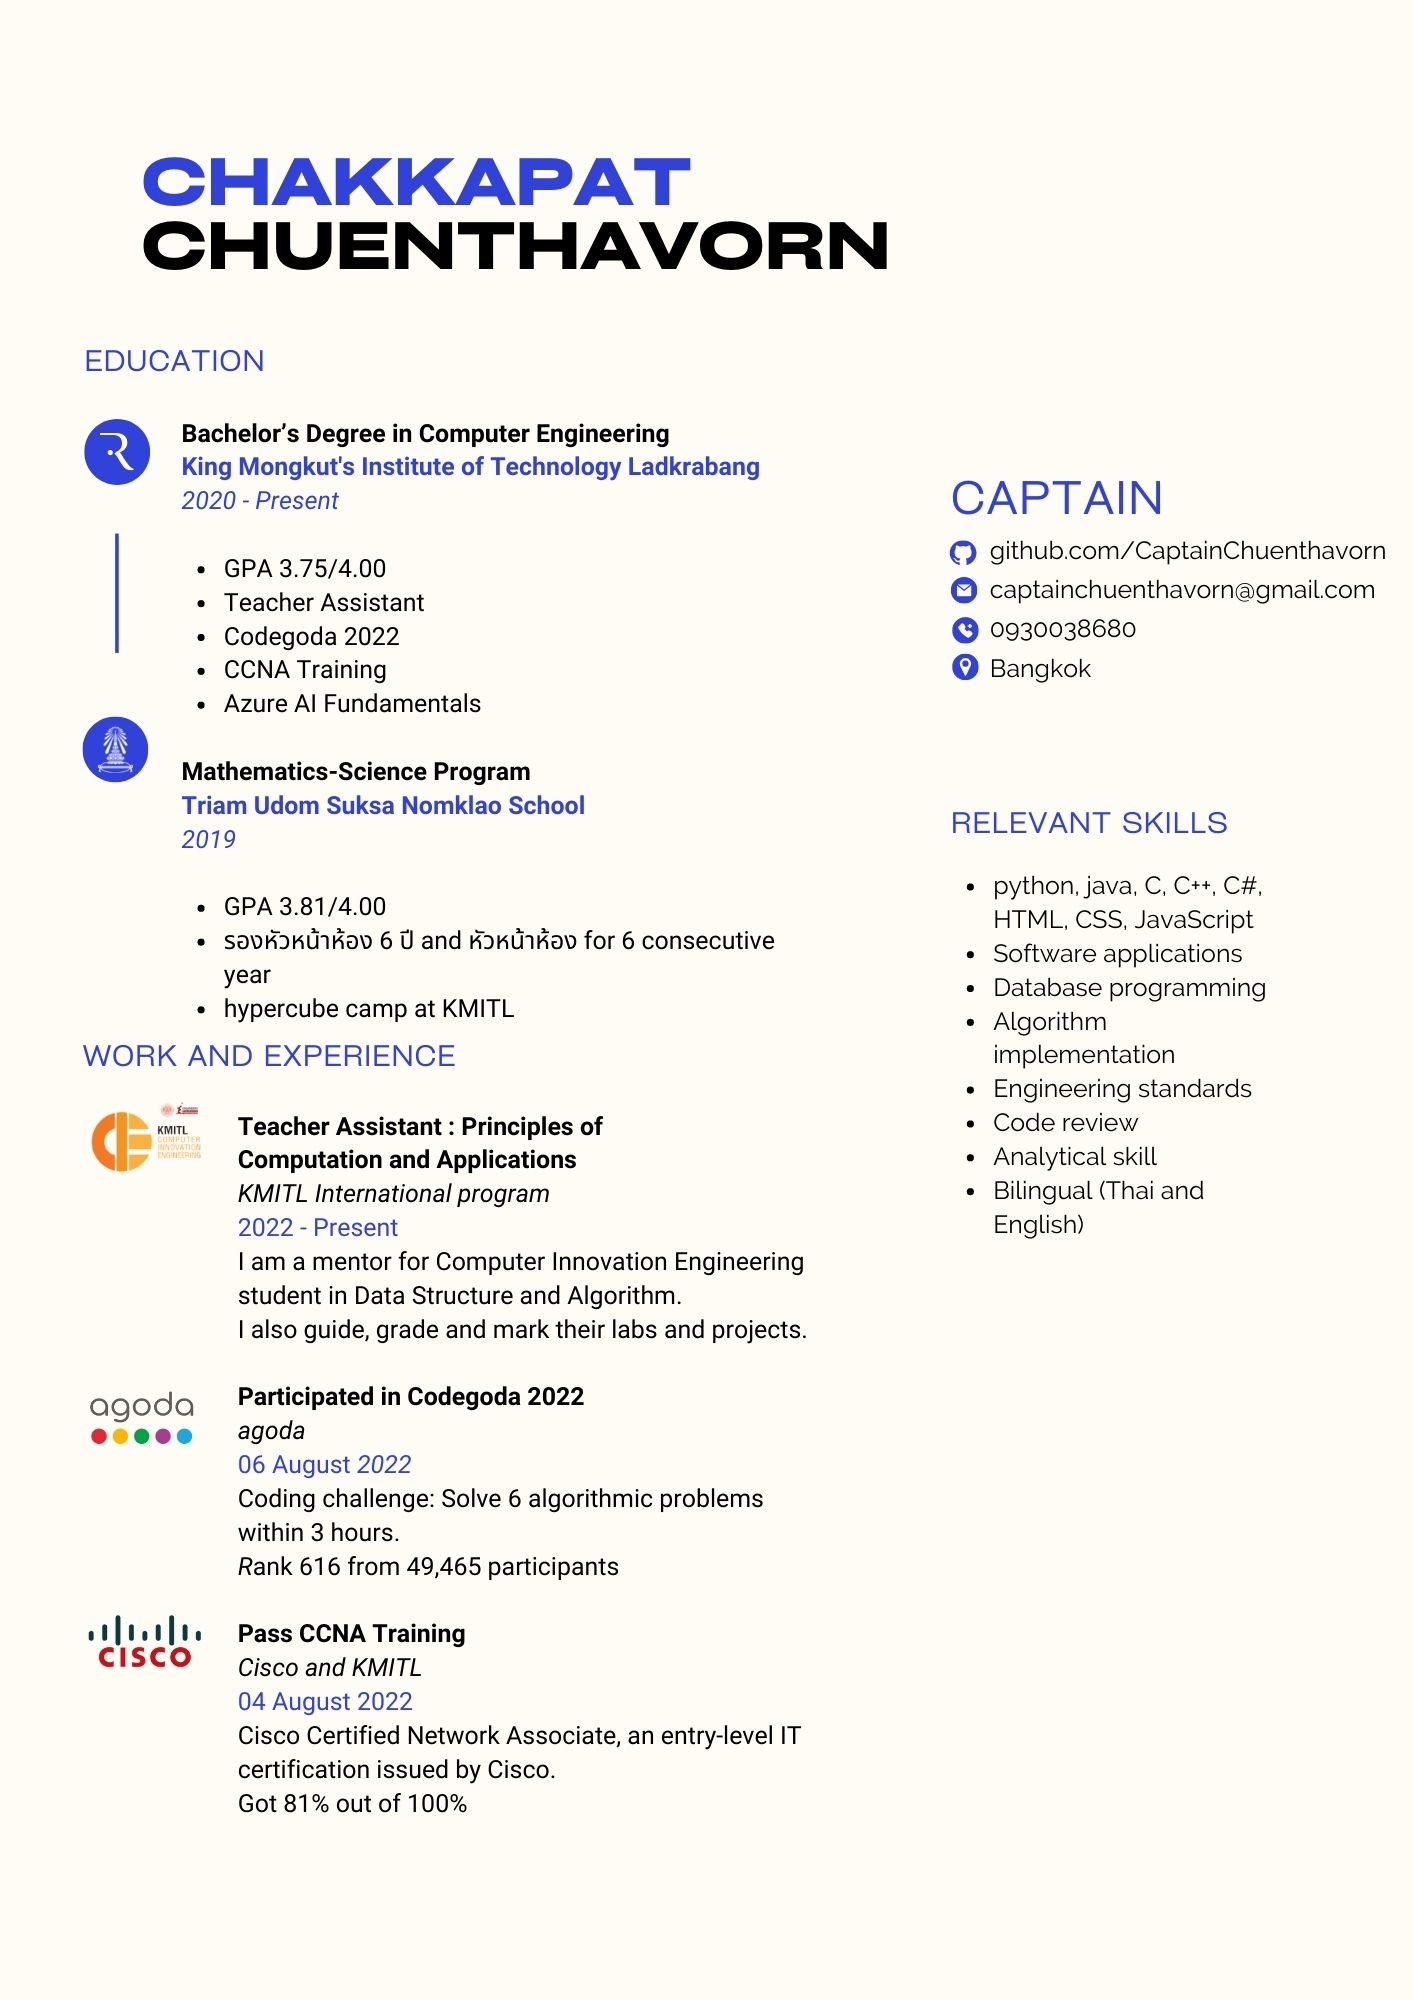 CHAKKAPAT
CHUENTHAVORN
EDUCATION
Bachelor’s Degree in Computer Engineering
King Mongkut's Institute of Technology Ladkrabang
2020 - Present
• GPA 3.75/4.00
• Teacher Assistant
• Codegoda 2022
• CCNA Training
• Azure AI Fundamentals
Mathematics-Science Program
Triam Udom Suksa Nomklao School
2019
• GPA 3.81/4.00
• รองหัวหน้าห้อง 6 ปี and หัวหน้าห้อง for 6 consecutive
year
• hypercube camp at KMITL
WORK AND EXPERIENCE
KMITL
COMPUTER
INNOVATION
ENGINEERING
Teacher Assistant : Principles of
Computation and Applications
KMITL International program
2022 - Present
I am a mentor for Computer Innovation Engineering
student in Data Structure and Algorithm.
I also guide, grade and mark their labs and projects.
agoda
Participated in Codegoda 2022
agoda
06 August 2022
Coding challenge: Solve 6 algorithmic problems
within 3 hours.
Rank 616 from 49,465 participants
CISCO
Pass CCNA Training
Cisco and KMITL
04 August 2022
Cisco Certified Network Associate, an entry-level IT
certification issued by Cisco.
Got 81% out of 100%
CAPTAIN
github.com/CaptainChuenthavorn
captainchuenthavorn@gmail.com
0930038680
Bangkok
RELEVANT SKILLS
• python, java, C, C++, C#,
HTML, CSS, JavaScript
• Software applications
• Database programming
• Algorithm
implementation
• Engineering standards
• Code review
• Analytical skill
• Bilingual (Thai and
English)